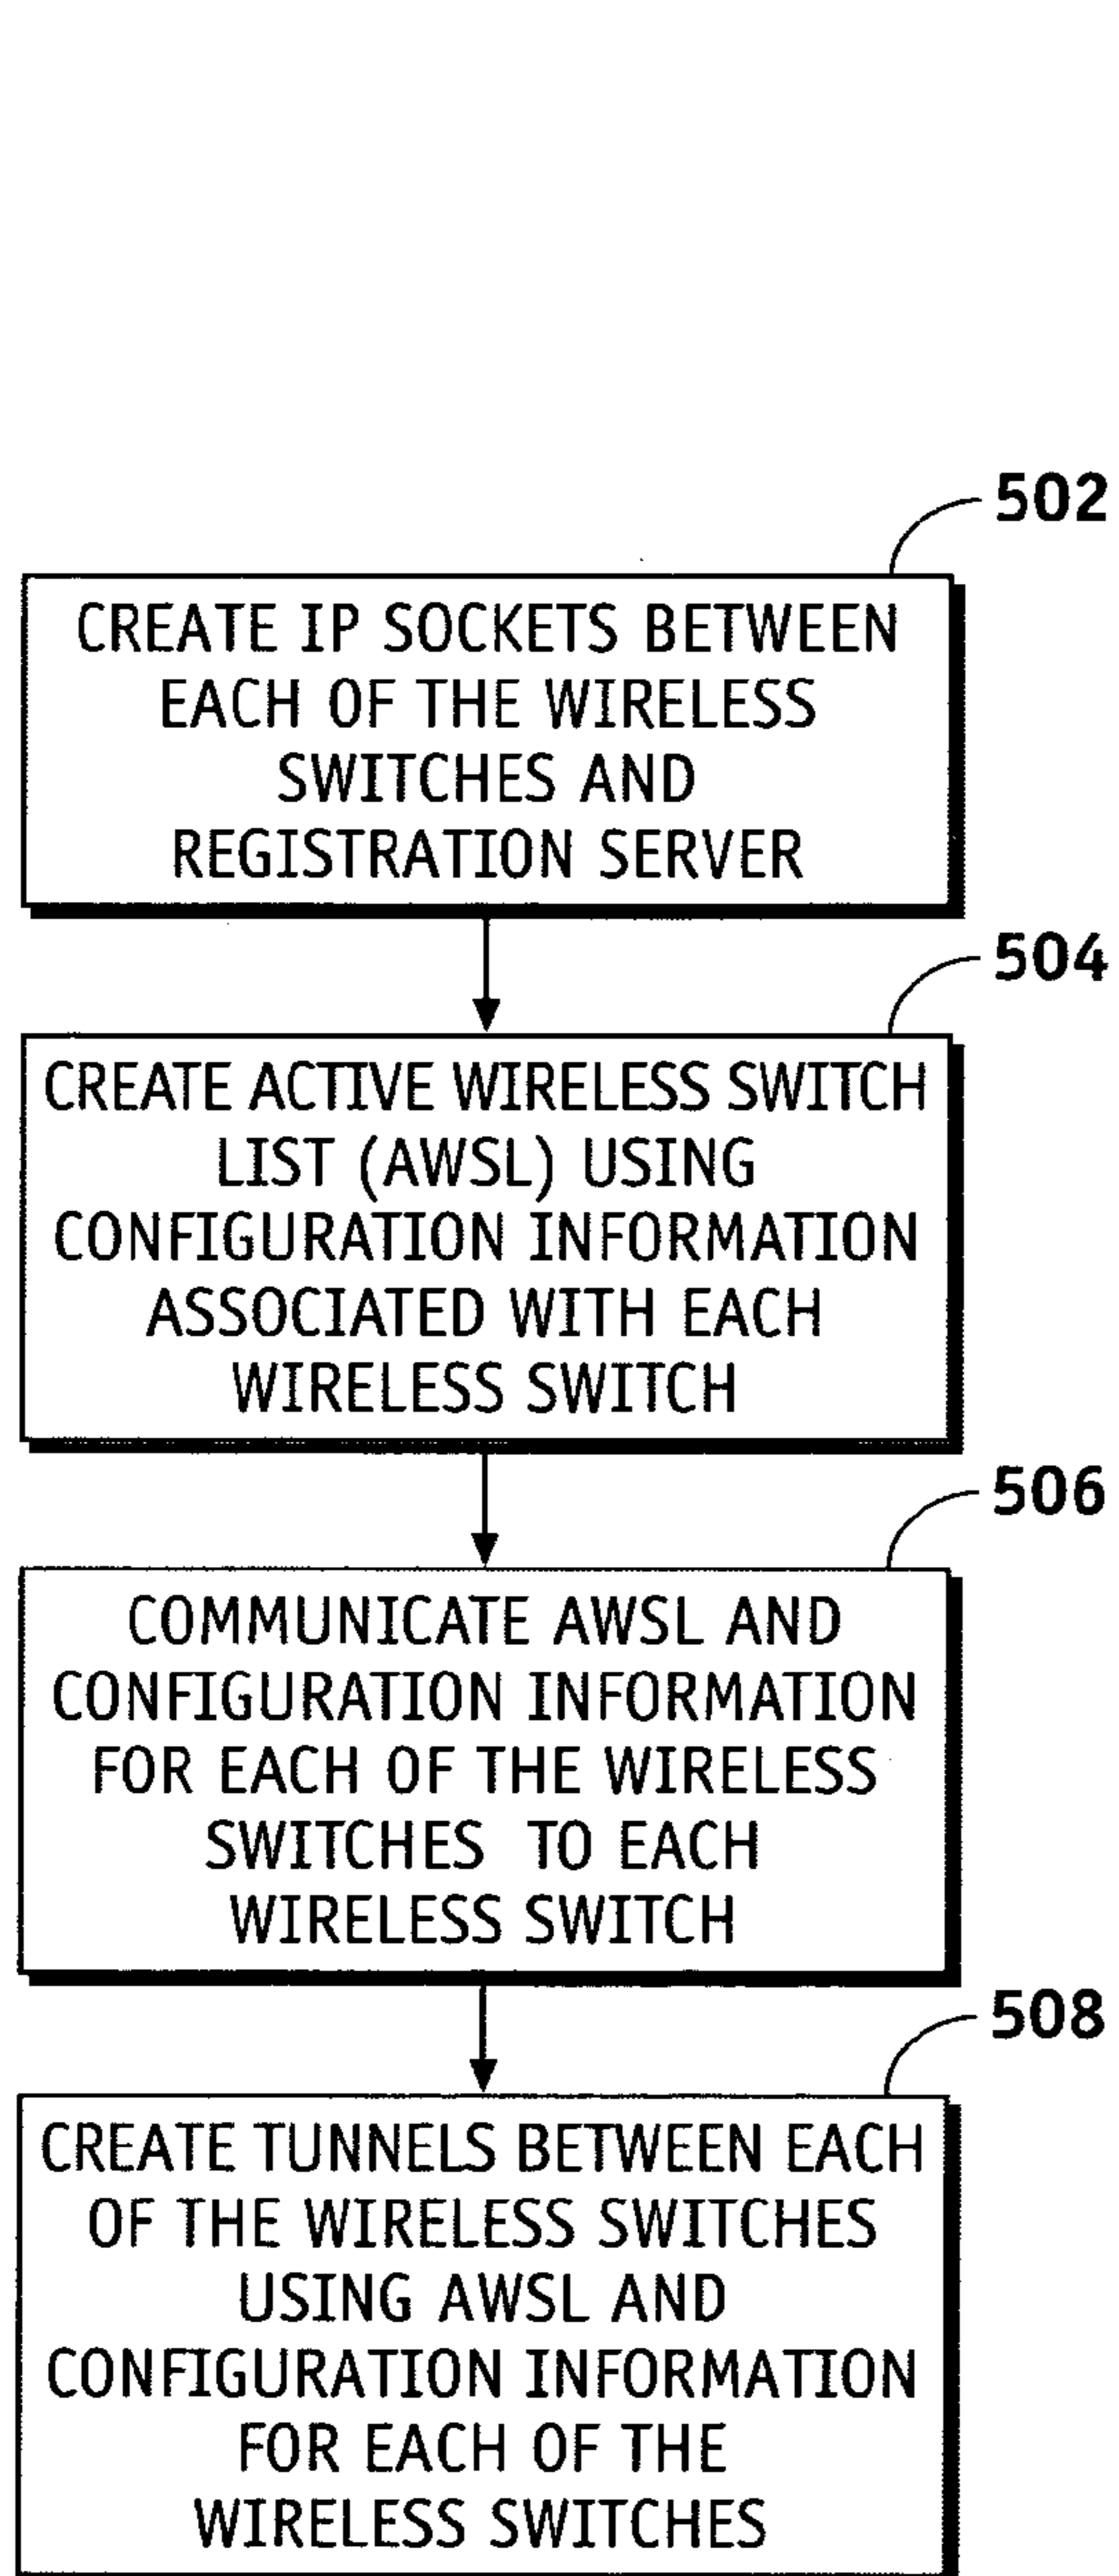 502
CREATE IP SOCKETS BETWEEN
EACH OF THE WIRELESS
SWITCHES AND
REGISTRATION SERVER
504
CREATE ACTIVE WIRELESS SWITCH
LIST (AWSL) USING
CONFIGURATION INFORMATION
ASSOCIATED WITH EACH
WIRELESS SWITCH
506
COMMUNICATE AWSL AND
CONFIGURATION INFORMATION
FOR EACH OF THE WIRELESS
SWITCHES TO EACH
WIRELESS SWITCH
508
CREATE TUNNELS BETWEEN EACH
OF THE WIRELESS SWITCHES
USING AWSL AND
CONFIGURATION INFORMATION
FOR EACH OF THE
WIRELESS SWITCHES